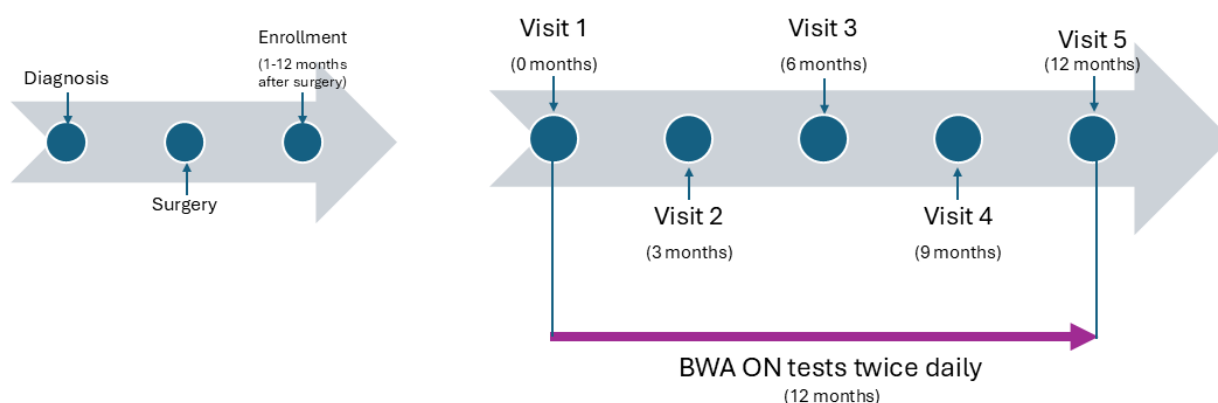 Diagnosis
Surgery
Enrollment
(1-12 months
after surgery)
Visit 1
(0 months)
Visit 2
(3 months)
Visit 3
(6 months)
Visit 4
(9 months)
Visit 5
(12 months)
BWA ON tests twice daily
(12 months)